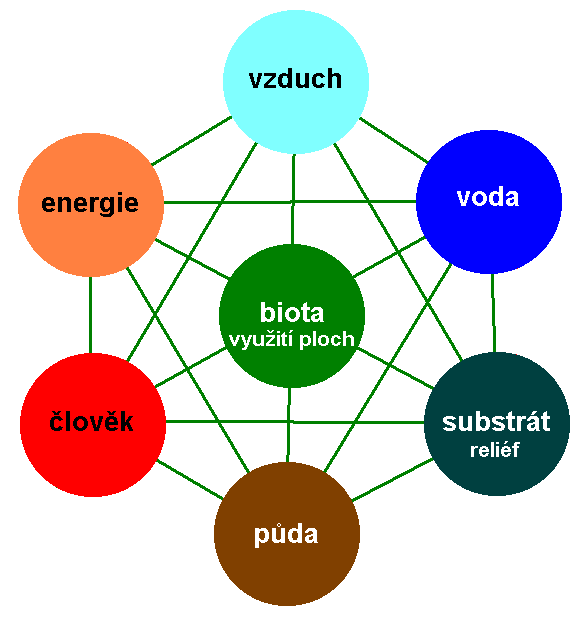 vzduch
energie
voda
biota
využití ploch
člověk
substrát
reliéf
půda